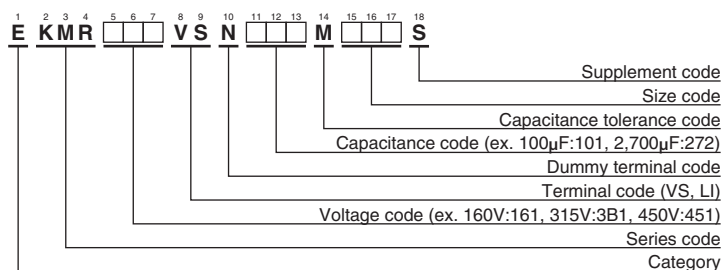 1 2 3 4 5 6 7 8 9 10 11 12 13 14 15 16 17 18
E KMR □□□ VS N □□□ M □□□ S
Supplement code
Size code
Capacitance tolerance code
Capacitance code (ex. 100µF:101, 2,700µF:272)
Dummy terminal code
Terminal code (VS, LI)
Voltage code (ex. 160V:161, 315V:3B1, 450V:451)
Series code
Category